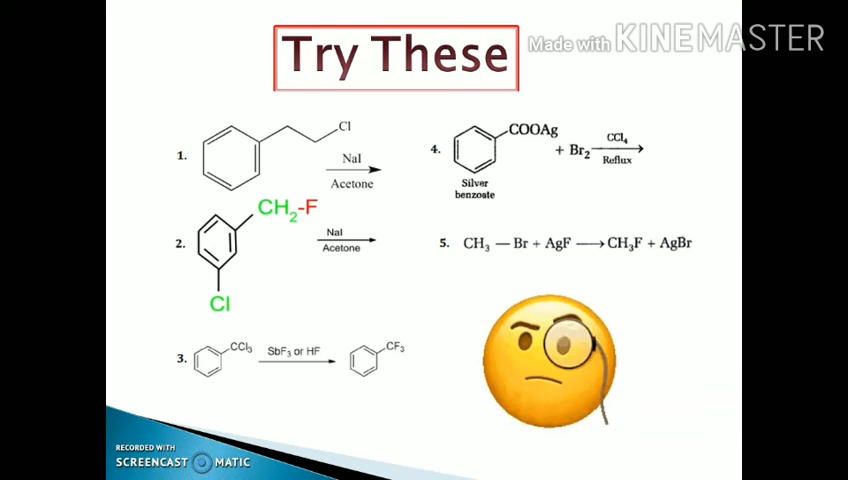 Try These
Made with KINEMASTER
1.
Cl
NaI
Acetone
2.
CH2-F
Cl
NaI
Acetone
3.
CCl3
SbF3 or HF
CF3
4.
COOAg
Silver
benzoate
+ Br2
CCl4
Reflux
5. CH3 — Br + AgF ⟶ CH3F + AgBr
RECORDED WITH
SCREENCAST MATIC